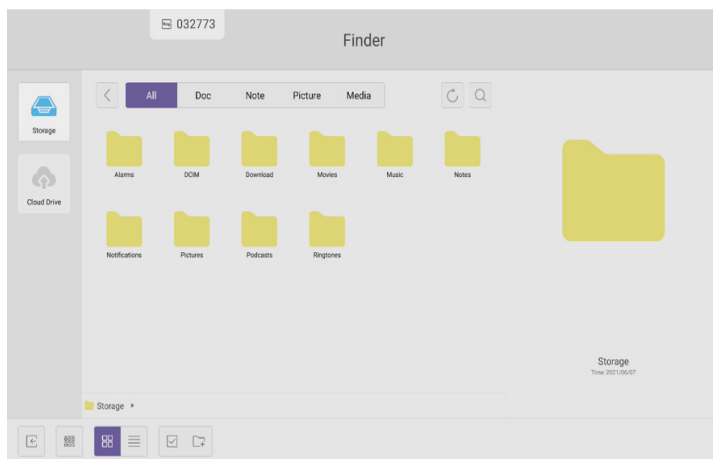 032773
Finder
All Doc Note Picture Media
Storage
Cloud Drive
Alarms DCIM Download Movies Music Notes
Notifications Pictures Podcasts Ringtones
Storage
Time: 2021/06/07
Storage